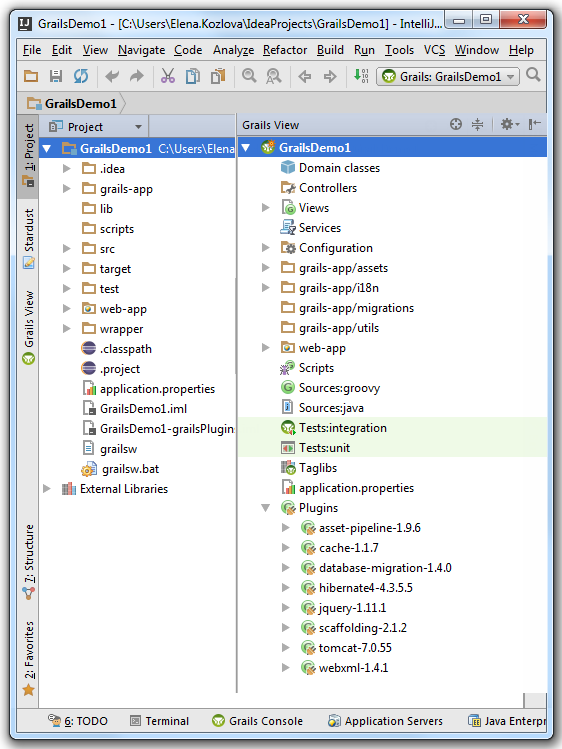 GrailsDemo1 - [C:\Users\Elena.Kozlova\IdeaProjects\GrailsDemo1] - IntelliJ...
File Edit View Navigate Code Analyze Refactor Build Run Tools VCS Window Help
Grails: GrailsDemo1
GrailsDemo1
Project
Grails View
1: Project
Stardust
Grails View
7: Structure
2: Favorites
GrailsDemo1 C:\Users\Elena
.idea
grails-app
lib
scripts
src
target
test
web-app
wrapper
.classpath
.project
application.properties
GrailsDemo1.iml
GrailsDemo1-grailsPlugins
grailsw
grailsw.bat
External Libraries
GrailsDemo1
Domain classes
Controllers
Views
Services
Configuration
grails-app/assets
grails-app/i18n
grails-app/migrations
grails-app/utils
web-app
Scripts
Sources:groovy
Sources:java
Tests:integration
Tests:unit
Taglibs
application.properties
Plugins
asset-pipeline-1.9.6
cache-1.1.7
database-migration-1.4.0
hibernate4-4.3.5.5
jquery-1.11.1
scaffolding-2.1.2
tomcat-7.0.55
webxml-1.4.1
6: TODO Terminal Grails Console Application Servers Java Enterpr